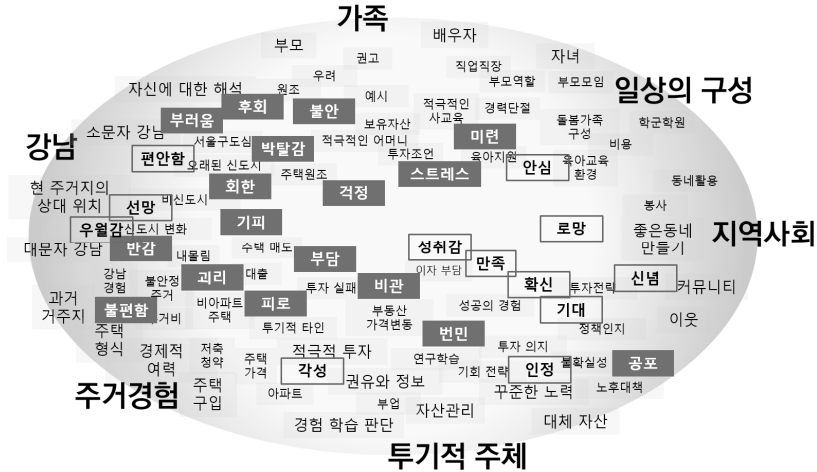 가족
부모
배우자
권고
자녀
우려
직업직장
부모역할
부모모임
일상의 구성
자신에 대한 해석
원조
예시
후회
불안
적극적인
사교육
경력단절
부러움
보유자산
돌봄가족
구성
학군학원
소문자 강남
서울구도심
적극적인 어머니
미련
비용
강남
박탈감
투자조언
육아지원
편안함
오래된 신도시
안심
육아교육
환경
주택원조
스트레스
현 주거지의
상대 위치
회한
걱정
동네활용
비신도시
선망
봉사
우월감
신도시 변화
기피
로망
좋은동네
만들기
지역사회
대문자 강남
반감
내몰림
수택 매도
성취감
부담
만족
이자 부담
강남
경험
불안정
주거
괴리
대출
투자 실패
비관
확신
투자전략
신념
커뮤니티
과거
거주지
불편함
주거비
비아파트
주택
피로
부동산
가격변동
성공의 경험
기대
이웃
주택
형식
투기적 타인
번민
정책인지
경제적
여력
저축
청약
주택
가격
적극적 투자
투자 의지
연구학습
각성
기회 전략
인정
불확실성
공포
권유와 정보
주거경험
주택
구입
아파트
꾸준한 노력
노후대책
부업
자산관리
경험 학습 판단
대체 자산
투기적 주체